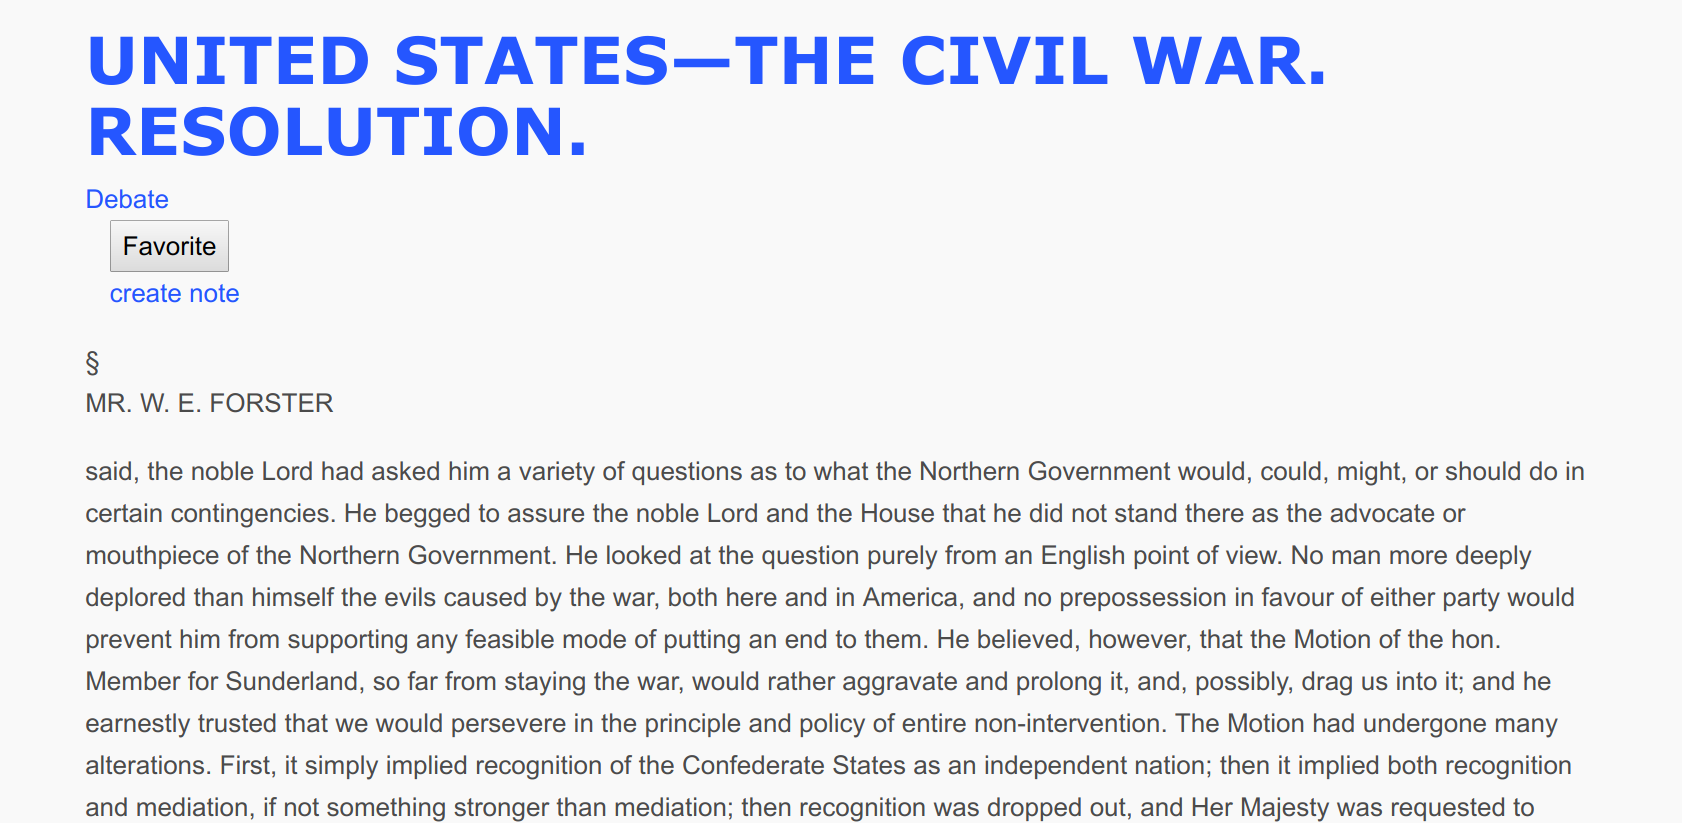 UNITED STATES—THE CIVIL WAR.
RESOLUTION.
Debate
Favorite
create note
§
MR. W. E. FORSTER
said, the noble Lord had asked him a variety of questions as to what the Northern Government would, could, might, or should do in
certain contingencies. He begged to assure the noble Lord and the House that he did not stand there as the advocate or
mouthpiece of the Northern Government. He looked at the question purely from an English point of view. No man more deeply
deplored than himself the evils caused by the war, both here and in America, and no prepossession in favour of either party would
prevent him from supporting any feasible mode of putting an end to them. He believed, however, that the Motion of the hon.
Member for Sunderland, so far from staying the war, would rather aggravate and prolong it, and, possibly, drag us into it; and he
earnestly trusted that we would persevere in the principle and policy of entire non-intervention. The Motion had undergone many
alterations. First, it simply implied recognition of the Confederate States as an independent nation; then it implied both recognition
and mediation, if not something stronger than mediation; then recognition was dropped out, and Her Majesty was requested to